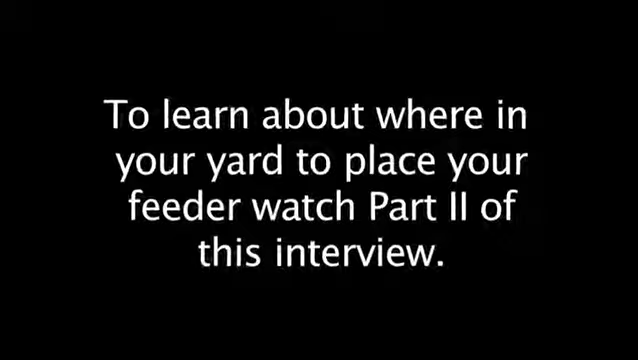 To learn about where in
your yard to place your
feeder watch Part II of
this interview.